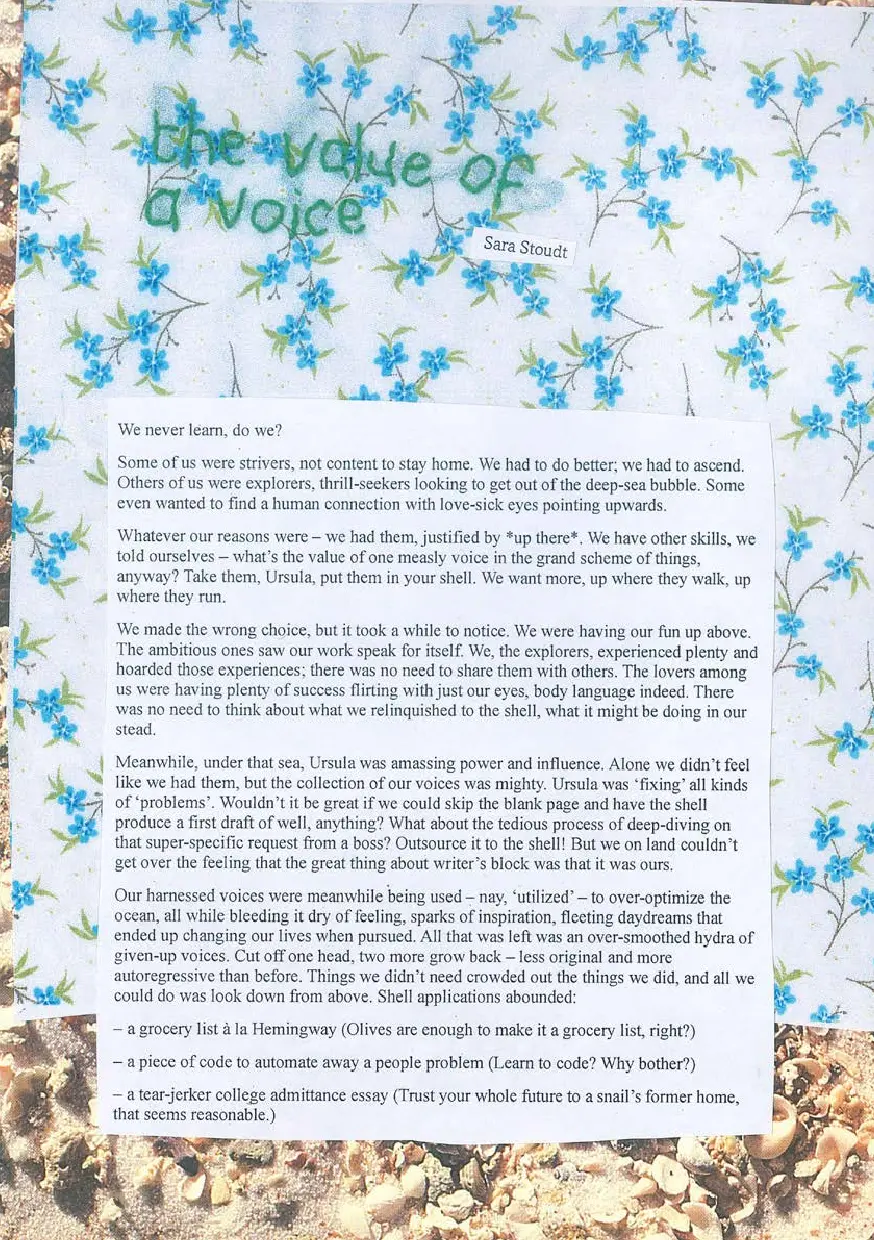 the value of
a voice
Sara Stoudt
We never learn, do we?
Some of us were strivers, not content to stay home. We had to do better; we had to ascend.
Others of us were explorers, thrill-seekers looking to get out of the deep-sea bubble. Some
even wanted to find a human connection with love-sick eyes pointing upwards.
Whatever our reasons were – we had them, justified by *up there*. We have other skills, we
told ourselves – what's the value of one measly voice in the grand scheme of things,
anyway? Take them, Ursula, put them in your shell. We want more, up where they walk, up
where they run.
We made the wrong choice, but it took a while to notice. We were having our fun up above.
The ambitious ones saw our work speak for itself. We, the explorers, experienced plenty and
hoarded those experiences; there was no need to share them with others. The lovers among
us were having plenty of success flirting with just our eyes, body language indeed. There
was no need to think about what we relinquished to the shell, what it might be doing in our
stead.
Meanwhile, under that sea, Ursula was amassing power and influence. Alone we didn't feel
like we had them, but the collection of our voices was mighty. Ursula was 'fixing' all kinds
of 'problems'. Wouldn't it be great if we could skip the blank page and have the shell
produce a first draft of well, anything? What about the tedious process of deep-diving on
that super-specific request from a boss? Outsource it to the shell! But we on land couldn't
get over the feeling that the great thing about writer's block was that it was ours.
Our harnessed voices were meanwhile being used – nay, 'utilized' – to over-optimize the
ocean, all while bleeding it dry of feeling, sparks of inspiration, fleeting daydreams that
ended up changing our lives when pursued. All that was left was an over-smoothed hydra of
given-up voices. Cut off one head, two more grow back – less original and more
autoregressive than before. Things we didn't need crowded out the things we did, and all we
could do was look down from above. Shell applications abounded:
– a grocery list à la Hemingway (Olives are enough to make it a grocery list, right?)
– a piece of code to automate away a people problem (Learn to code? Why bother?)
– a tear-jerker college admittance essay (Trust your whole future to a snail's former home,
that seems reasonable.)